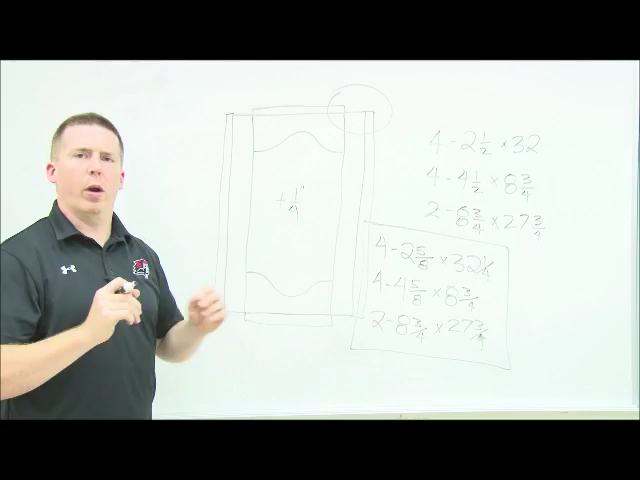 + 1/4"
4 - 2 1/2 × 32
4 - 4 1/2 × 8 3/4
2 - 8 3/4 × 27 3/4
4 - 2 5/8 × 32 1/4
4 - 4 5/8 × 8 3/4
2 - 8 3/4 × 27 3/4